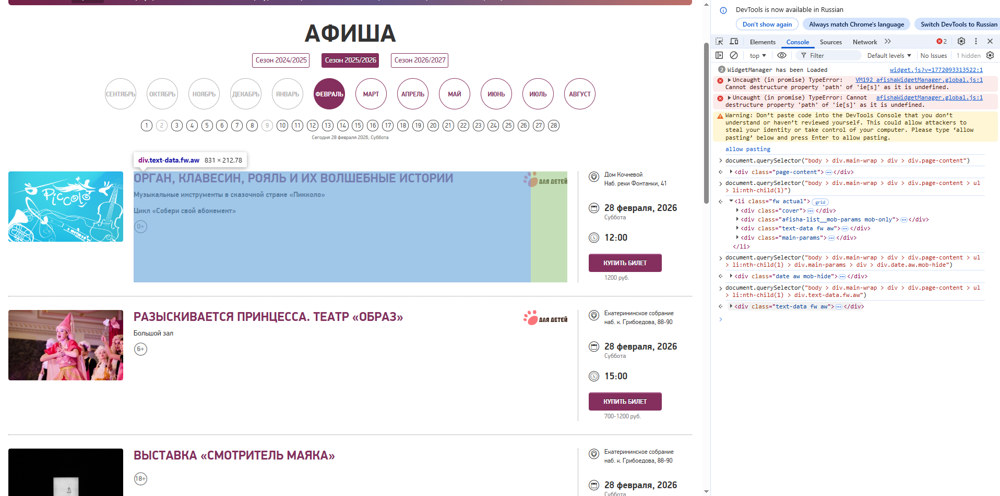 АФИША
Сезон 2024/2025
Сезон 2025/2026
Сезон 2026/2027
СЕНТЯБРЬ
ОКТЯБРЬ
НОЯБРЬ
ДЕКАБРЬ
ЯНВАРЬ
ФЕВРАЛЬ
МАРТ
АПРЕЛЬ
МАЙ
ИЮНЬ
ИЮЛЬ
АВГУСТ
1 2 3 4 5 6 7 8 9 10 11 12 13 14 15 16 17 18 19 20 21 22 23 24 25 26 27 28
Сегодня 28 февраля 2026, Суббота
div.text-data.fw.aw 831 × 212.78
Piccolo
ОРГАН, КЛАВЕСИН, РОЯЛЬ И ИХ ВОЛШЕБНЫЕ ИСТОРИИ
ДЛЯ ДЕТЕЙ
Музыкальные инструменты в сказочной стране «Пикколо»
Цикл «Собери свой абонемент»
0+
Дом Кочневой
Наб. реки Фонтанки, 41
28 февраля, 2026
Суббота
12:00
КУПИТЬ БИЛЕТ
1200 руб.
РАЗЫСКИВАЕТСЯ ПРИНЦЕССА. ТЕАТР «ОБРАЗ»
ДЛЯ ДЕТЕЙ
Большой зал
6+
Екатерининское собрание
наб. к. Грибоедова, 88-90
28 февраля, 2026
Суббота
15:00
КУПИТЬ БИЛЕТ
700-1200 руб.
ВЫСТАВКА «СМОТРИТЕЛЬ МАЯКА»
18+
Екатерининское собрание
наб. к. Грибоедова, 88-90
28 февраля, 2026
Суббота
DevTools is now available in Russian
Don't show again
Always match Chrome's language
Switch DevTools to Russian
Elements Console Sources Network 2
top Filter Default levels No Issues 1 hidden
2 WidgetManager has been Loaded widget.js?v=1772093313522:1
Uncaught (in promise) TypeError: VM192 afishaWidgetManager.global.js:1
Cannot destructure property 'path' of 'ie[s]' as it is undefined.
Uncaught (in promise) TypeError: Cannot afishaWidgetManager.global.js:1
destructure property 'path' of 'ie[s]' as it is undefined.
Warning: Don’t paste code into the DevTools Console that you don’t
understand or haven’t reviewed yourself. This could allow attackers to
steal your identity or take control of your computer. Please type ‘allow
pasting’ below and press Enter to allow pasting.
allow pasting
document.querySelector("body > div.main-wrap > div > div.page-content")
<div class="page-content">…</div>
document.querySelector("body > div.main-wrap > div > div.page-content > ul
> li:nth-child(1)")
<li class="fw actual"> grid
<div class="cover">…</div>
<div class="afisha-list__mob-params mob-only">…</div>
<div class="text-data fw aw">…</div>
<div class="main-params">…</div>
</li>
document.querySelector("body > div.main-wrap > div > div.page-content > ul
> li:nth-child(1) > div.main-params > div > div.date.aw.mob-hide")
<div class="date aw mob-hide">…</div>
document.querySelector("body > div.main-wrap > div > div.page-content > ul
> li:nth-child(1) > div.text-data.fw.aw")
<div class="text-data fw aw">…</div>